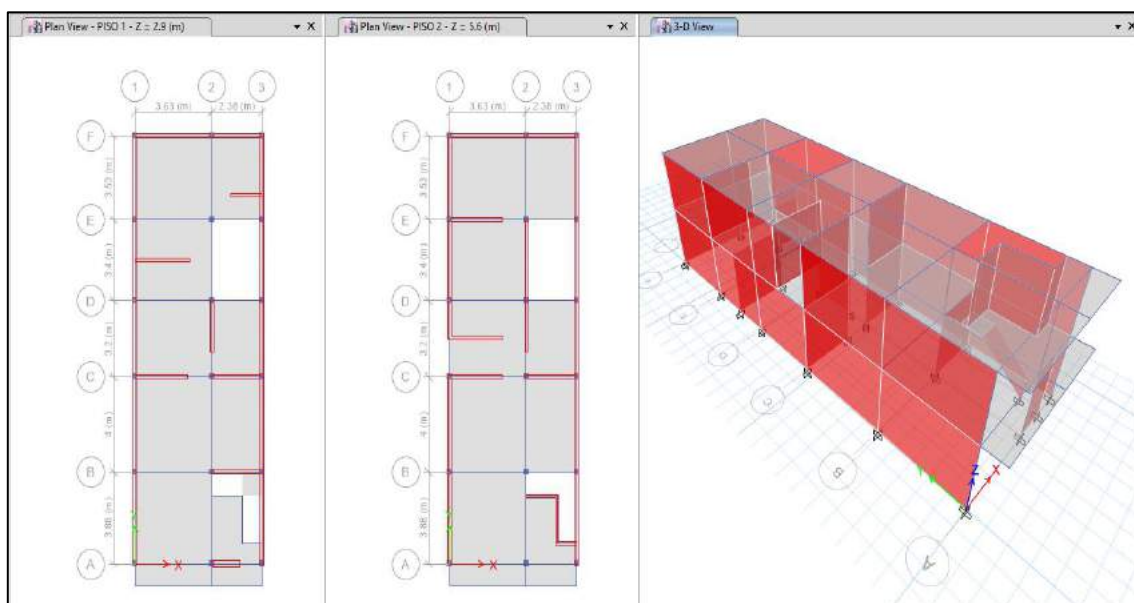 Plan View - PISO 1 - Z = 2.9 (m)
1 2 3
3.63 (m) 2.38 (m)
F
3.53 (m)
E
3.4 (m)
D
3.2 (m)
C
4 (m)
B
3.88 (m)
A
X
Plan View - PISO 2 - Z = 5.6 (m)
1 2 3
3.63 (m) 2.38 (m)
F
3.53 (m)
E
3.4 (m)
D
3.2 (m)
C
4 (m)
B
3.88 (m)
A
X
3-D View
D
C
B
A
Y Z X